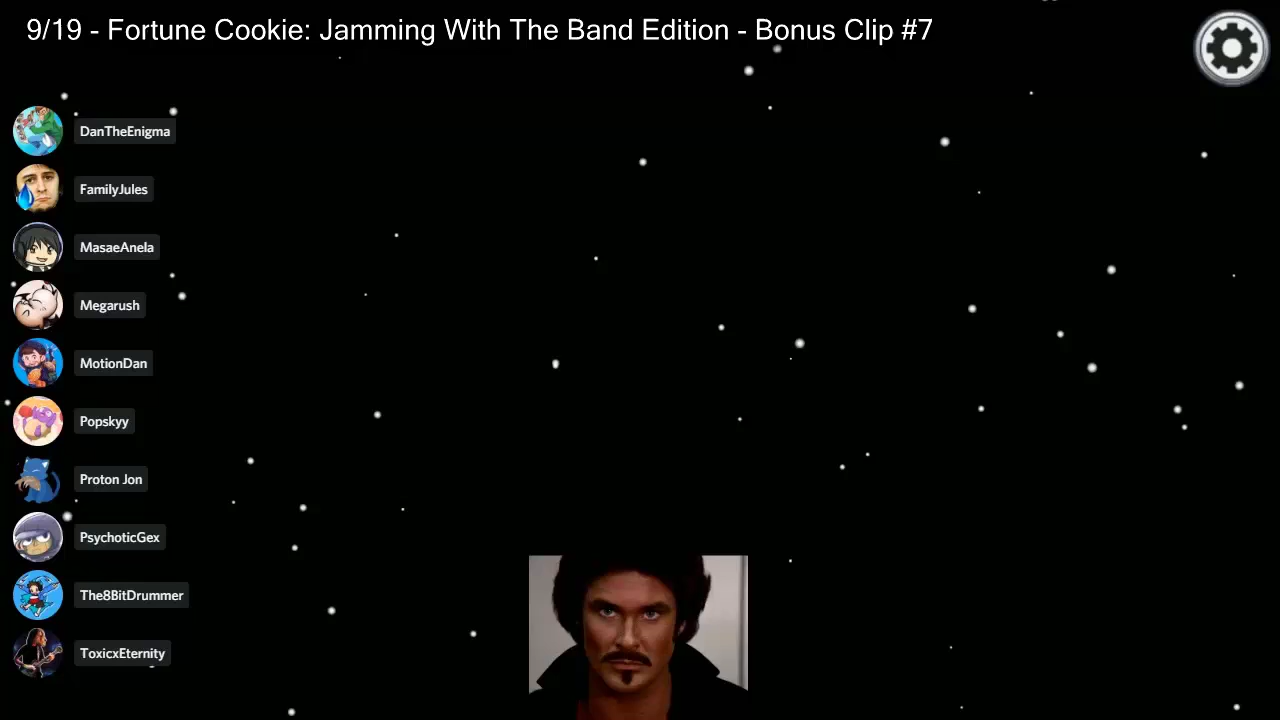 9/19 - Fortune Cookie: Jamming With The Band Edition - Bonus Clip #7
DanTheEnigma
FamilyJules
MasaeAnela
Megarush
MotionDan
Popskyy
Proton Jon
PsychoticGex
The8BitDrummer
ToxicxEternity